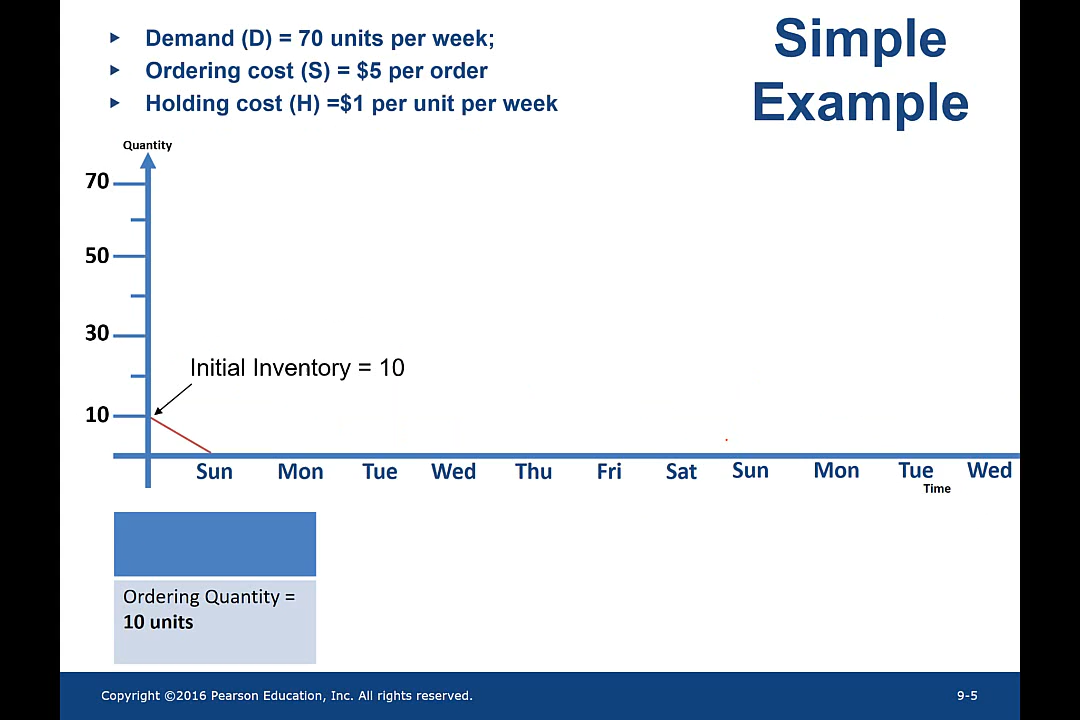 Simple
Example
Demand (D) = 70 units per week;
Ordering cost (S) = $5 per order
Holding cost (H) =$1 per unit per week
Quantity
70
50
30
Initial Inventory = 10
10
Sun Mon Tue Wed Thu Fri Sat Sun Mon Tue Wed
Time
Ordering Quantity =
10 units
Copyright ©2016 Pearson Education, Inc. All rights reserved.
9-5